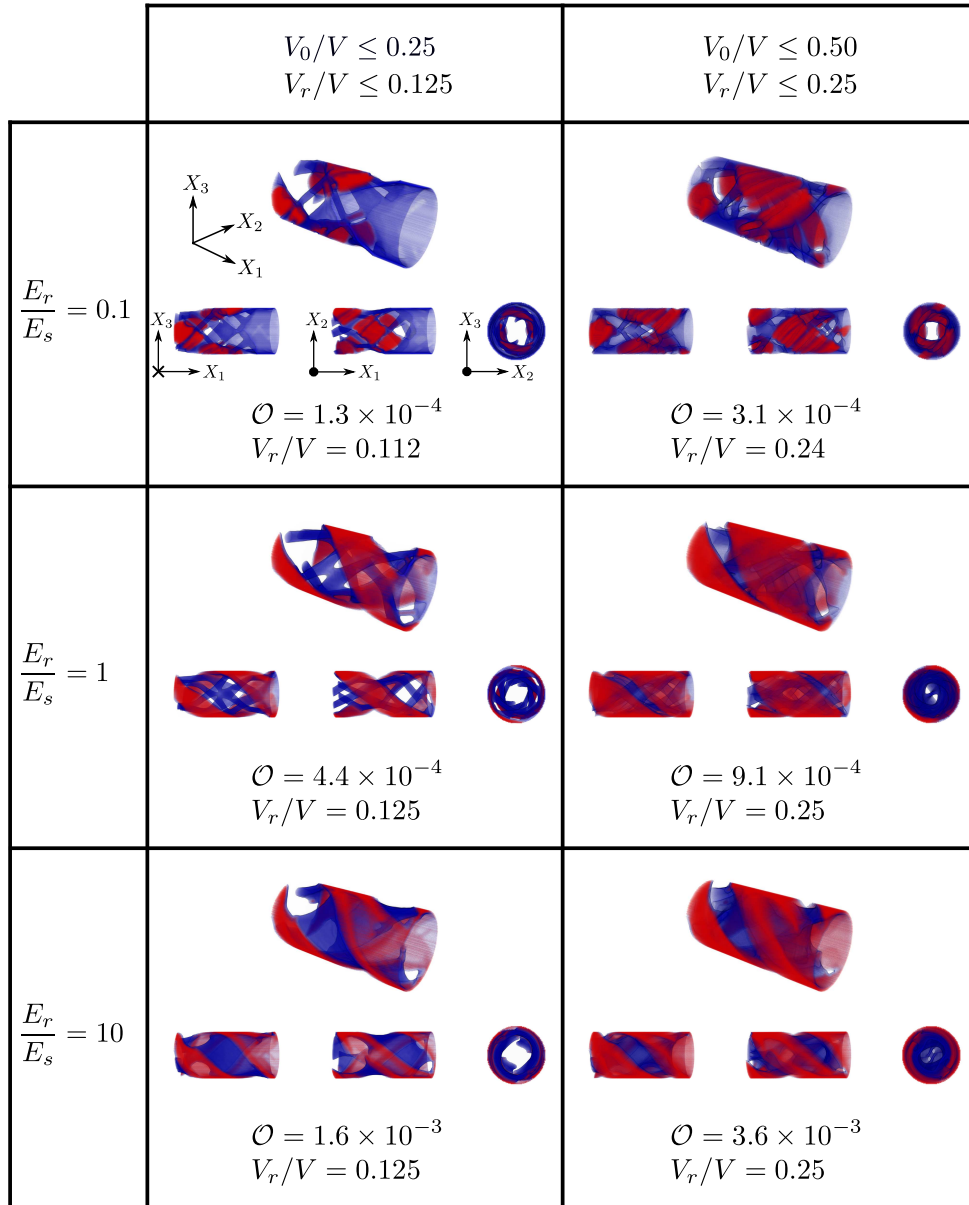 V_0/V ≤ 0.25
V_r/V ≤ 0.125
V_0/V ≤ 0.50
V_r/V ≤ 0.25
E_r/E_s = 0.1
X_3
X_2
X_1
X_3
X_1
X_2
X_1
X_3
X_2
𝒪 = 1.3 × 10^{-4}
V_r/V = 0.112
𝒪 = 3.1 × 10^{-4}
V_r/V = 0.24
E_r/E_s = 1
𝒪 = 4.4 × 10^{-4}
V_r/V = 0.125
𝒪 = 9.1 × 10^{-4}
V_r/V = 0.25
E_r/E_s = 10
𝒪 = 1.6 × 10^{-3}
V_r/V = 0.125
𝒪 = 3.6 × 10^{-3}
V_r/V = 0.25